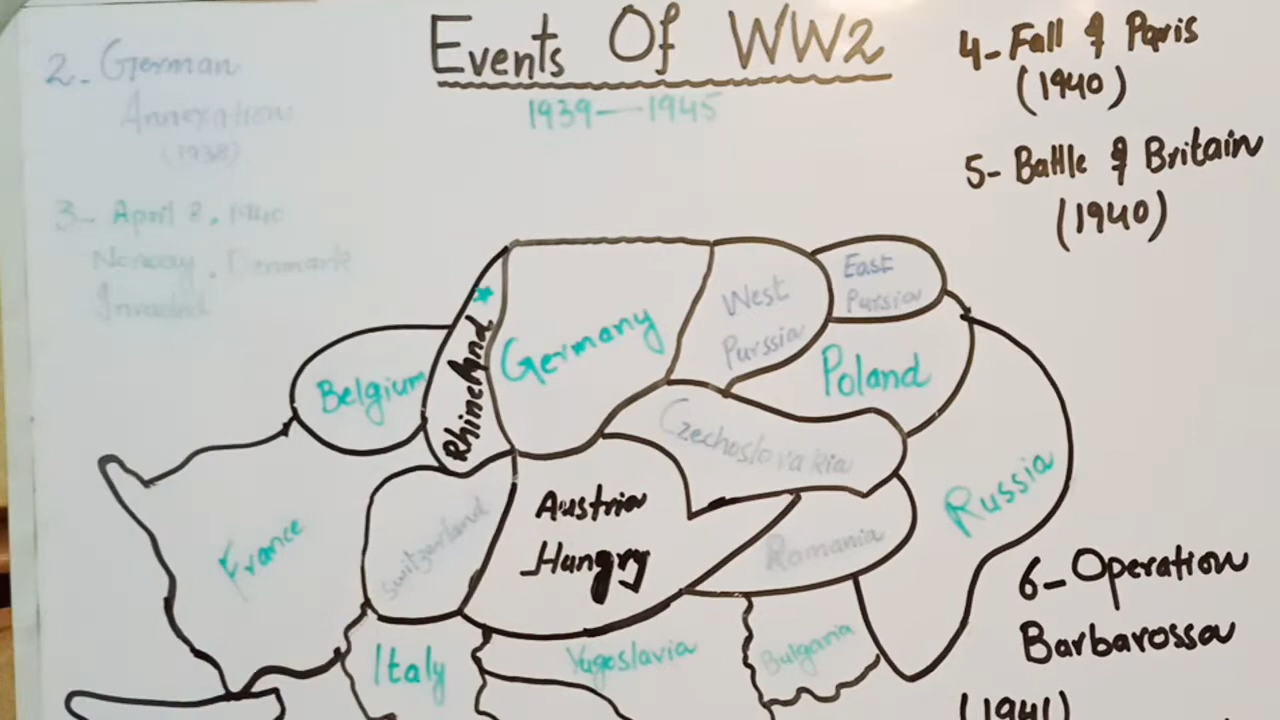 Events Of WW2
1939—1945
2- German
Annexation
(1938)
3- April 8, 1940
Norway, Denmark
Invaded
4- Fall of Paris
(1940)
5- Battle of Britain
(1940)
East
Purssia
West
Purssia
Germany
Rhineland
Belgium
Poland
Czechoslovakia
Russia
Austria
Hungry
Switzerland
France
Romania
Italy
Yugoslavia
Bulgaria
6- Operation
Barbarossa
(1941)